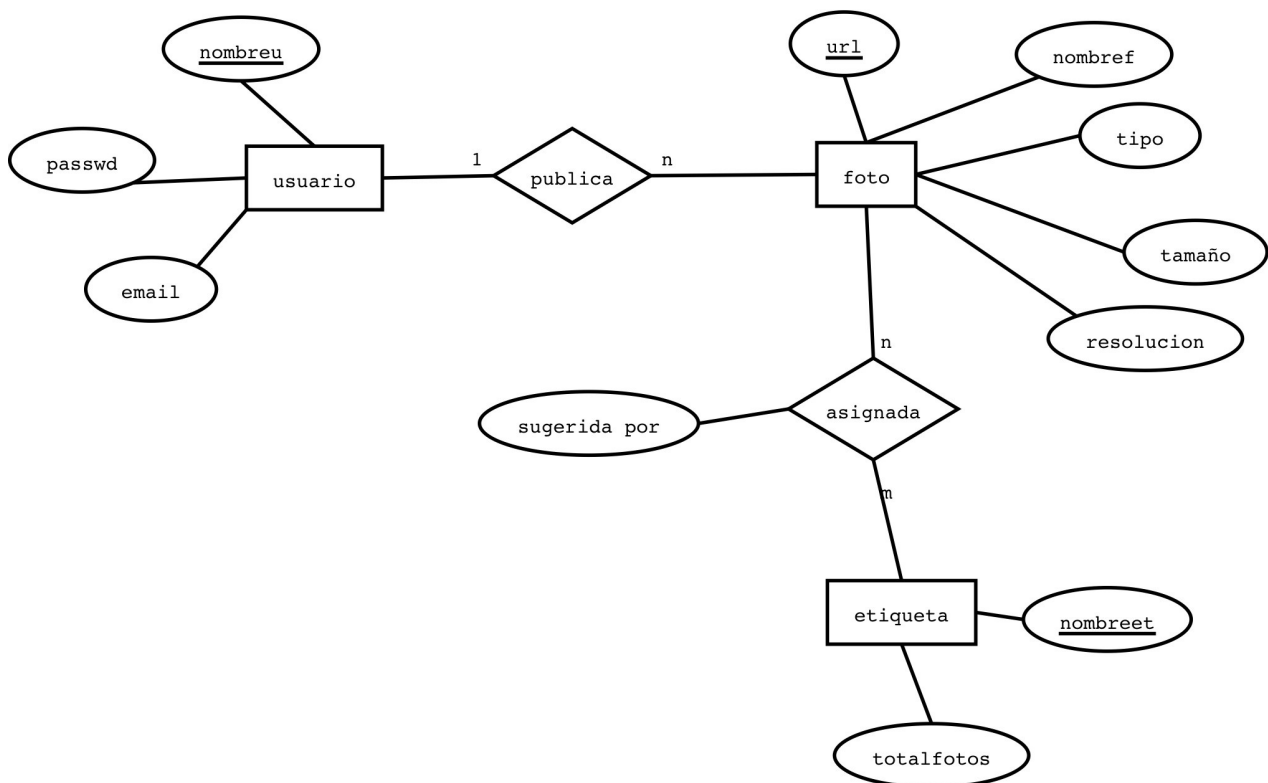 nombreu
url
nombref
tipo
passwd
usuario
1
publica
n
foto
tamaño
email
resolucion
n
sugerida por
asignada
m
etiqueta
nombreet
totalfotos